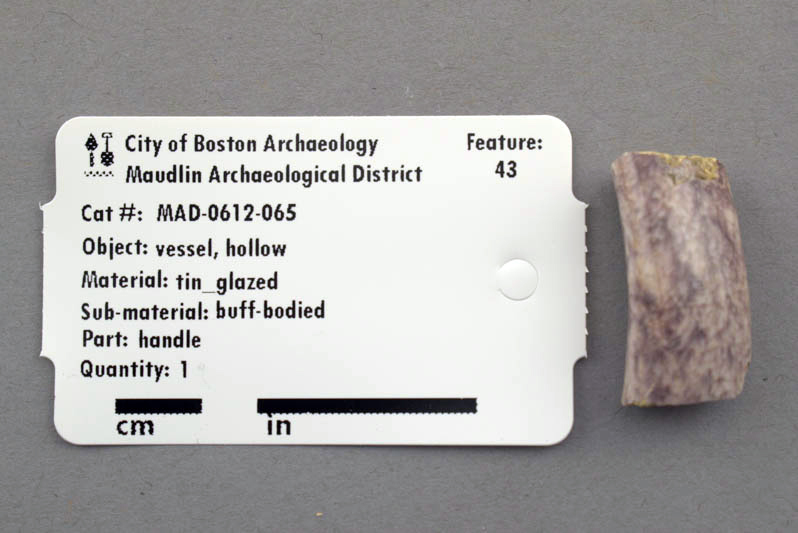 City of Boston Archaeology
Maudlin Archaeological District
Feature:
43
Cat #: MAD-0612-065
Object: vessel, hollow
Material: tin_glazed
Sub-material: buff-bodied
Part: handle
Quantity: 1
cm in